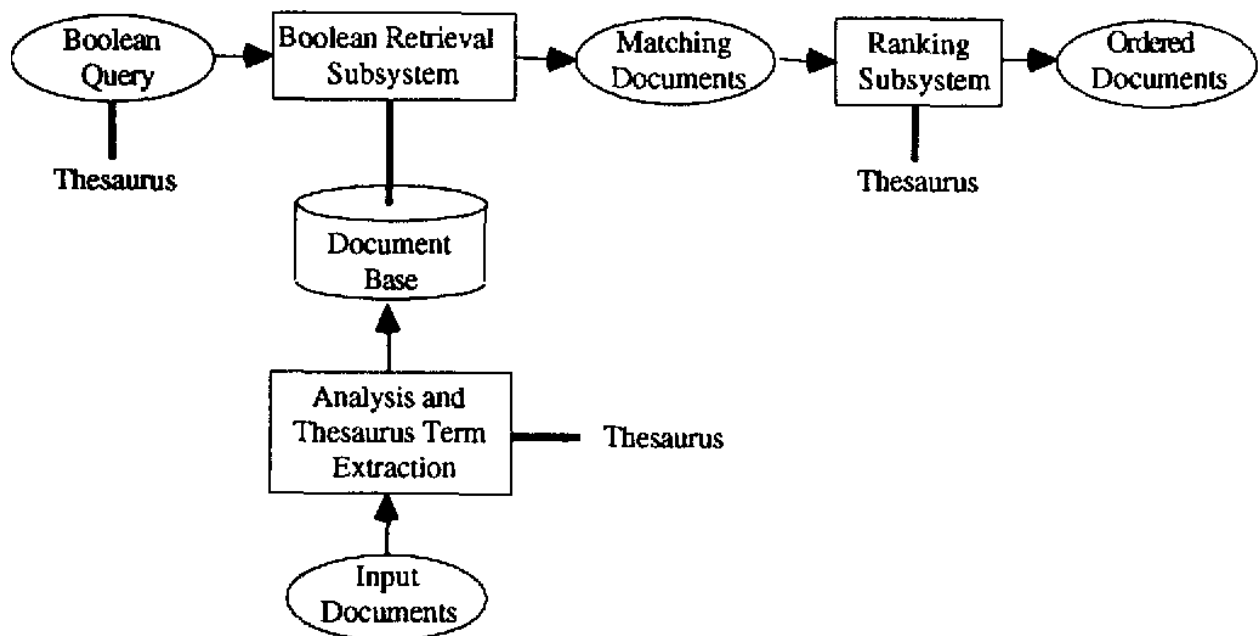 Boolean
Query
Boolean Retrieval
Subsystem
Matching
Documents
Ranking
Subsystem
Ordered
Documents
Thesaurus
Thesaurus
Document
Base
Analysis and
Thesaurus Term
Extraction
Thesaurus
Input
Documents